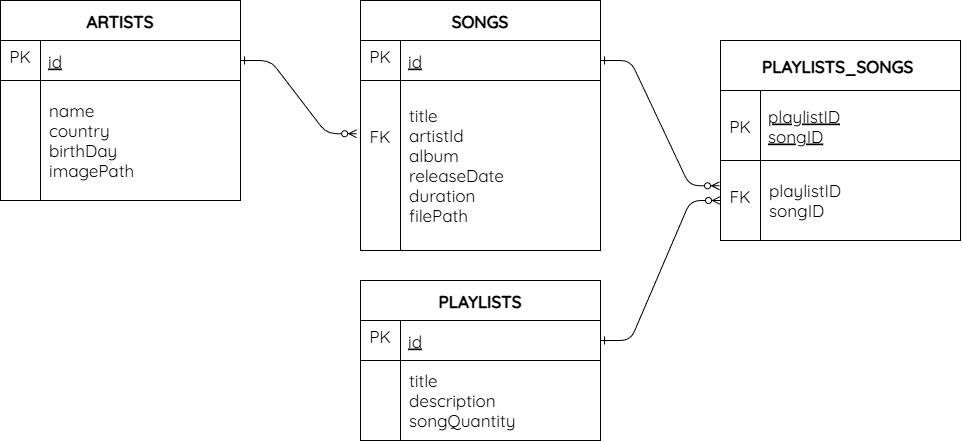 ARTISTS
PK id
name
country
birthDay
imagePath
SONGS
PK id
title
FK artistId
album
releaseDate
duration
filePath
PLAYLISTS
PK id
title
description
songQuantity
PLAYLISTS_SONGS
PK playlistID
songID
FK playlistID
songID